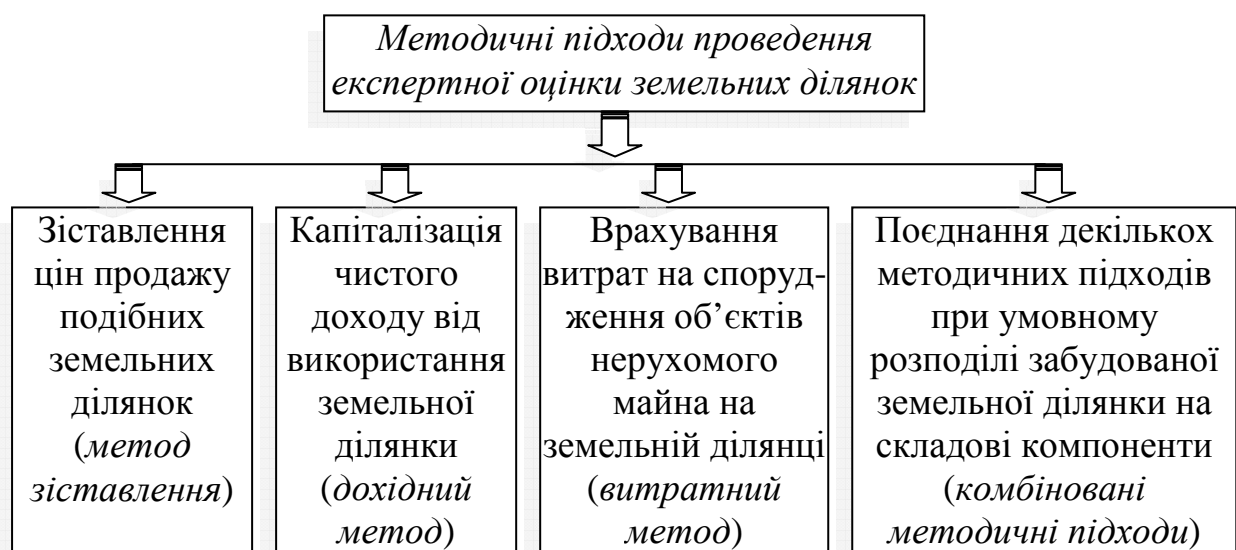 Методичні підходи проведення
експертної оцінки земельних ділянок
Зіставлення
цін продажу
подібних
земельних
ділянок
(метод
зіставлення)
Капіталізація
чистого
доходу від
використання
земельної
ділянки
(дохідний
метод)
Врахування
витрат на споруд-
ження об’єктів
нерухомого
майна на
земельній ділянці
(витратний
метод)
Поєднання декількох
методичних підходів
при умовному
розподілі забудованої
земельної ділянки на
складові компоненти
(комбіновані
методичні підходи)